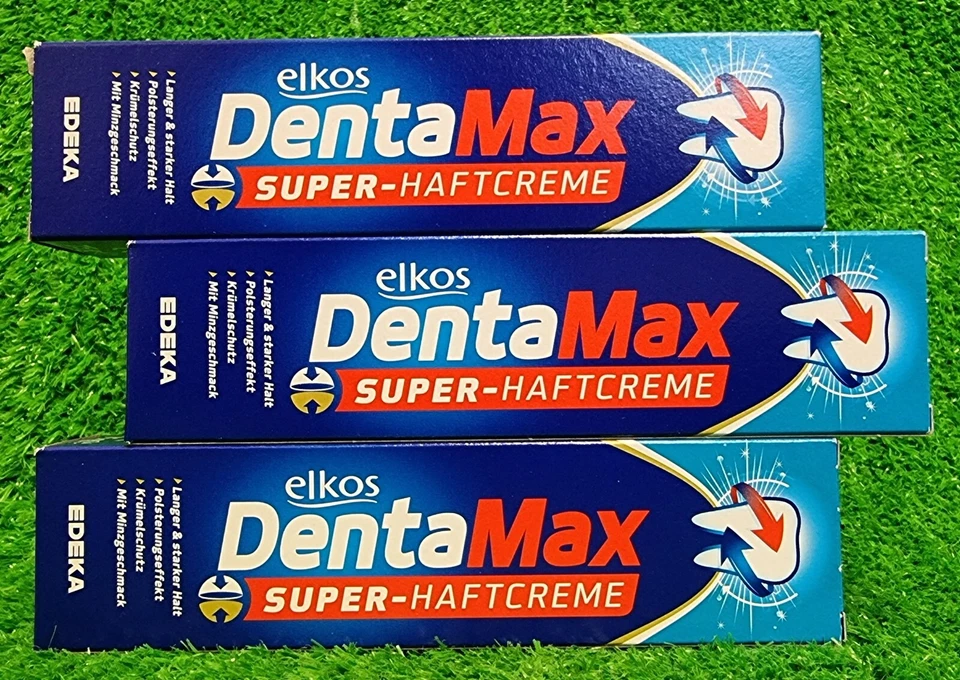 elkos
DentaMax
SUPER-HAFTCREME
› Langer & starker Halt
› Polsterungseffekt
› Krümelschutz
› Mit Minzgeschmack
EDEKA
elkos
DentaMax
SUPER-HAFTCREME
› Langer & starker Halt
› Polsterungseffekt
› Krümelschutz
› Mit Minzgeschmack
EDEKA
elkos
DentaMax
SUPER-HAFTCREME
› Langer & starker Halt
› Polsterungseffekt
› Krümelschutz
› Mit Minzgeschmack
EDEKA